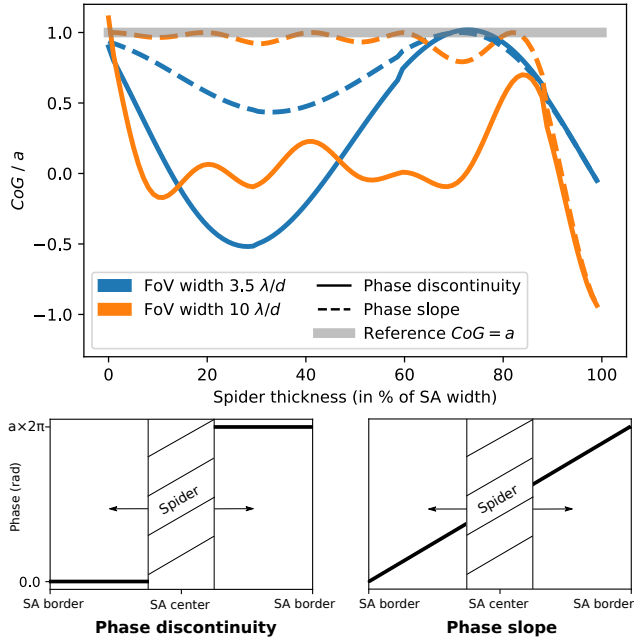 CoG / a
1.0
0.5
0.0
−0.5
−1.0
FoV width 3.5 λ/d
FoV width 10 λ/d
Phase discontinuity
Phase slope
Reference CoG = a
0 20 40 60 80 100
Spider thickness (in % of SA width)
Phase (rad)
a×2π
0.0
Spider
SA border SA center SA border
Phase discontinuity
Spider
SA border SA center SA border
Phase slope